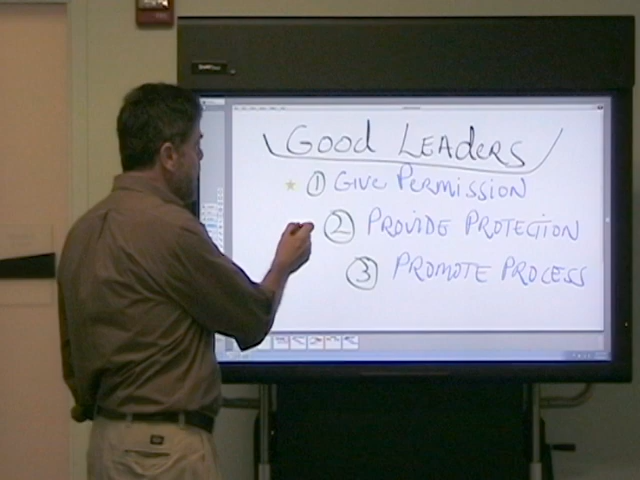 Good Leaders
★ ① Give Permission
② Provide Protection
③ Promote Process